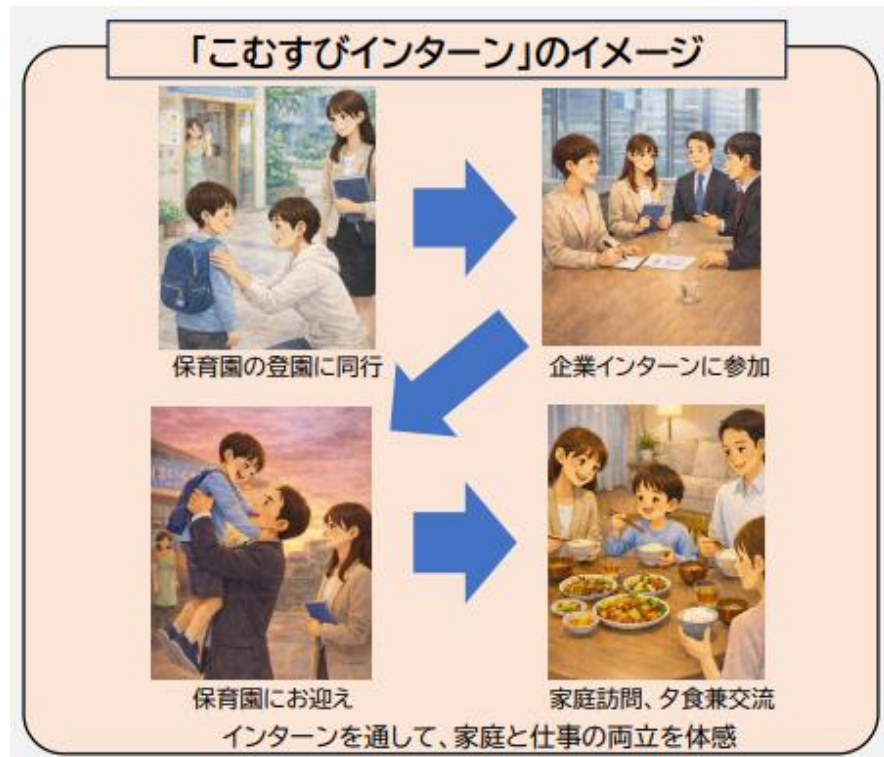 「こむすびインターン」のイメージ
保育園の登園に同行
企業インターンに参加
保育園にお迎え
家庭訪問、夕食兼交流
インターンを通して、家庭と仕事の両立を体感